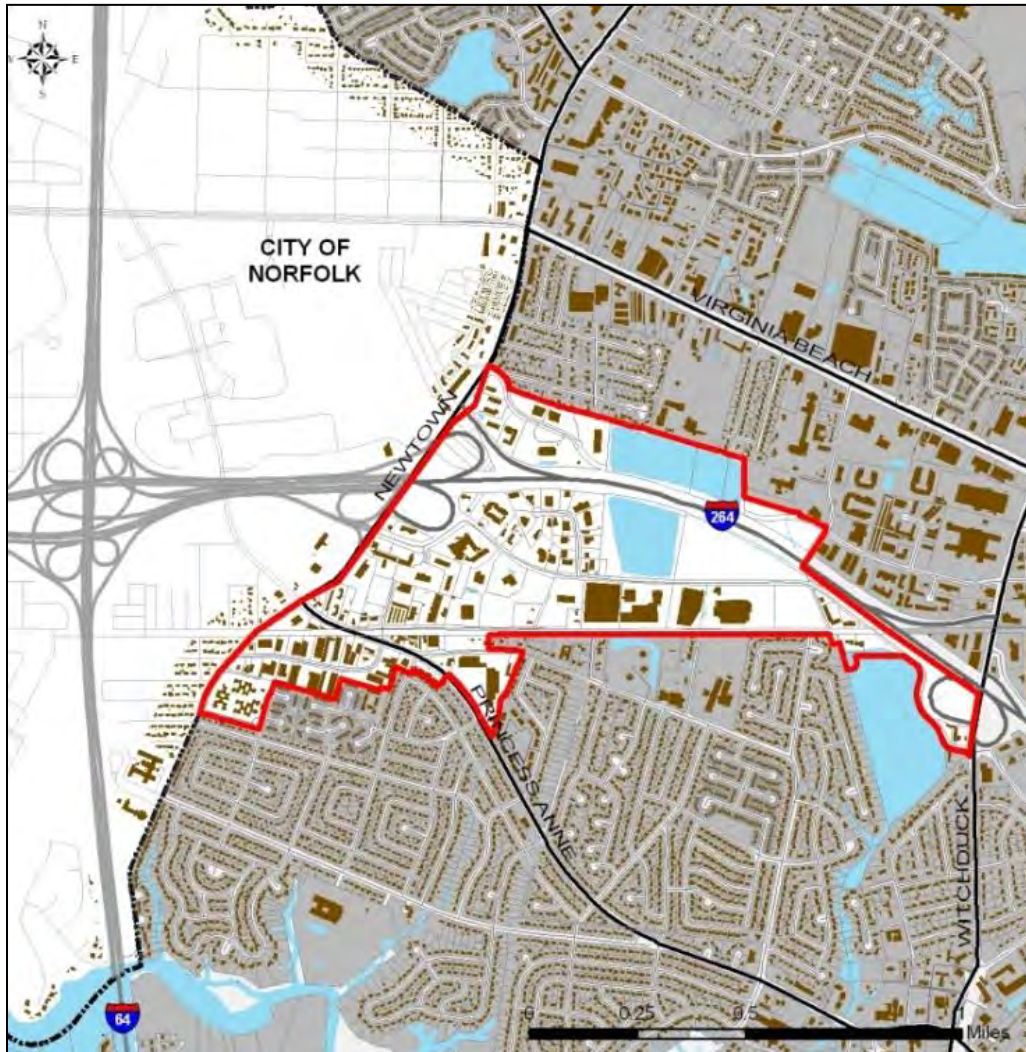 N
E
S
CITY OF
NORFOLK
VIRGINIA BEACH
NEWTOWN
264
PRINCESS ANNE
WITCHDUCK
64
0 0.25 0.5 1
Miles